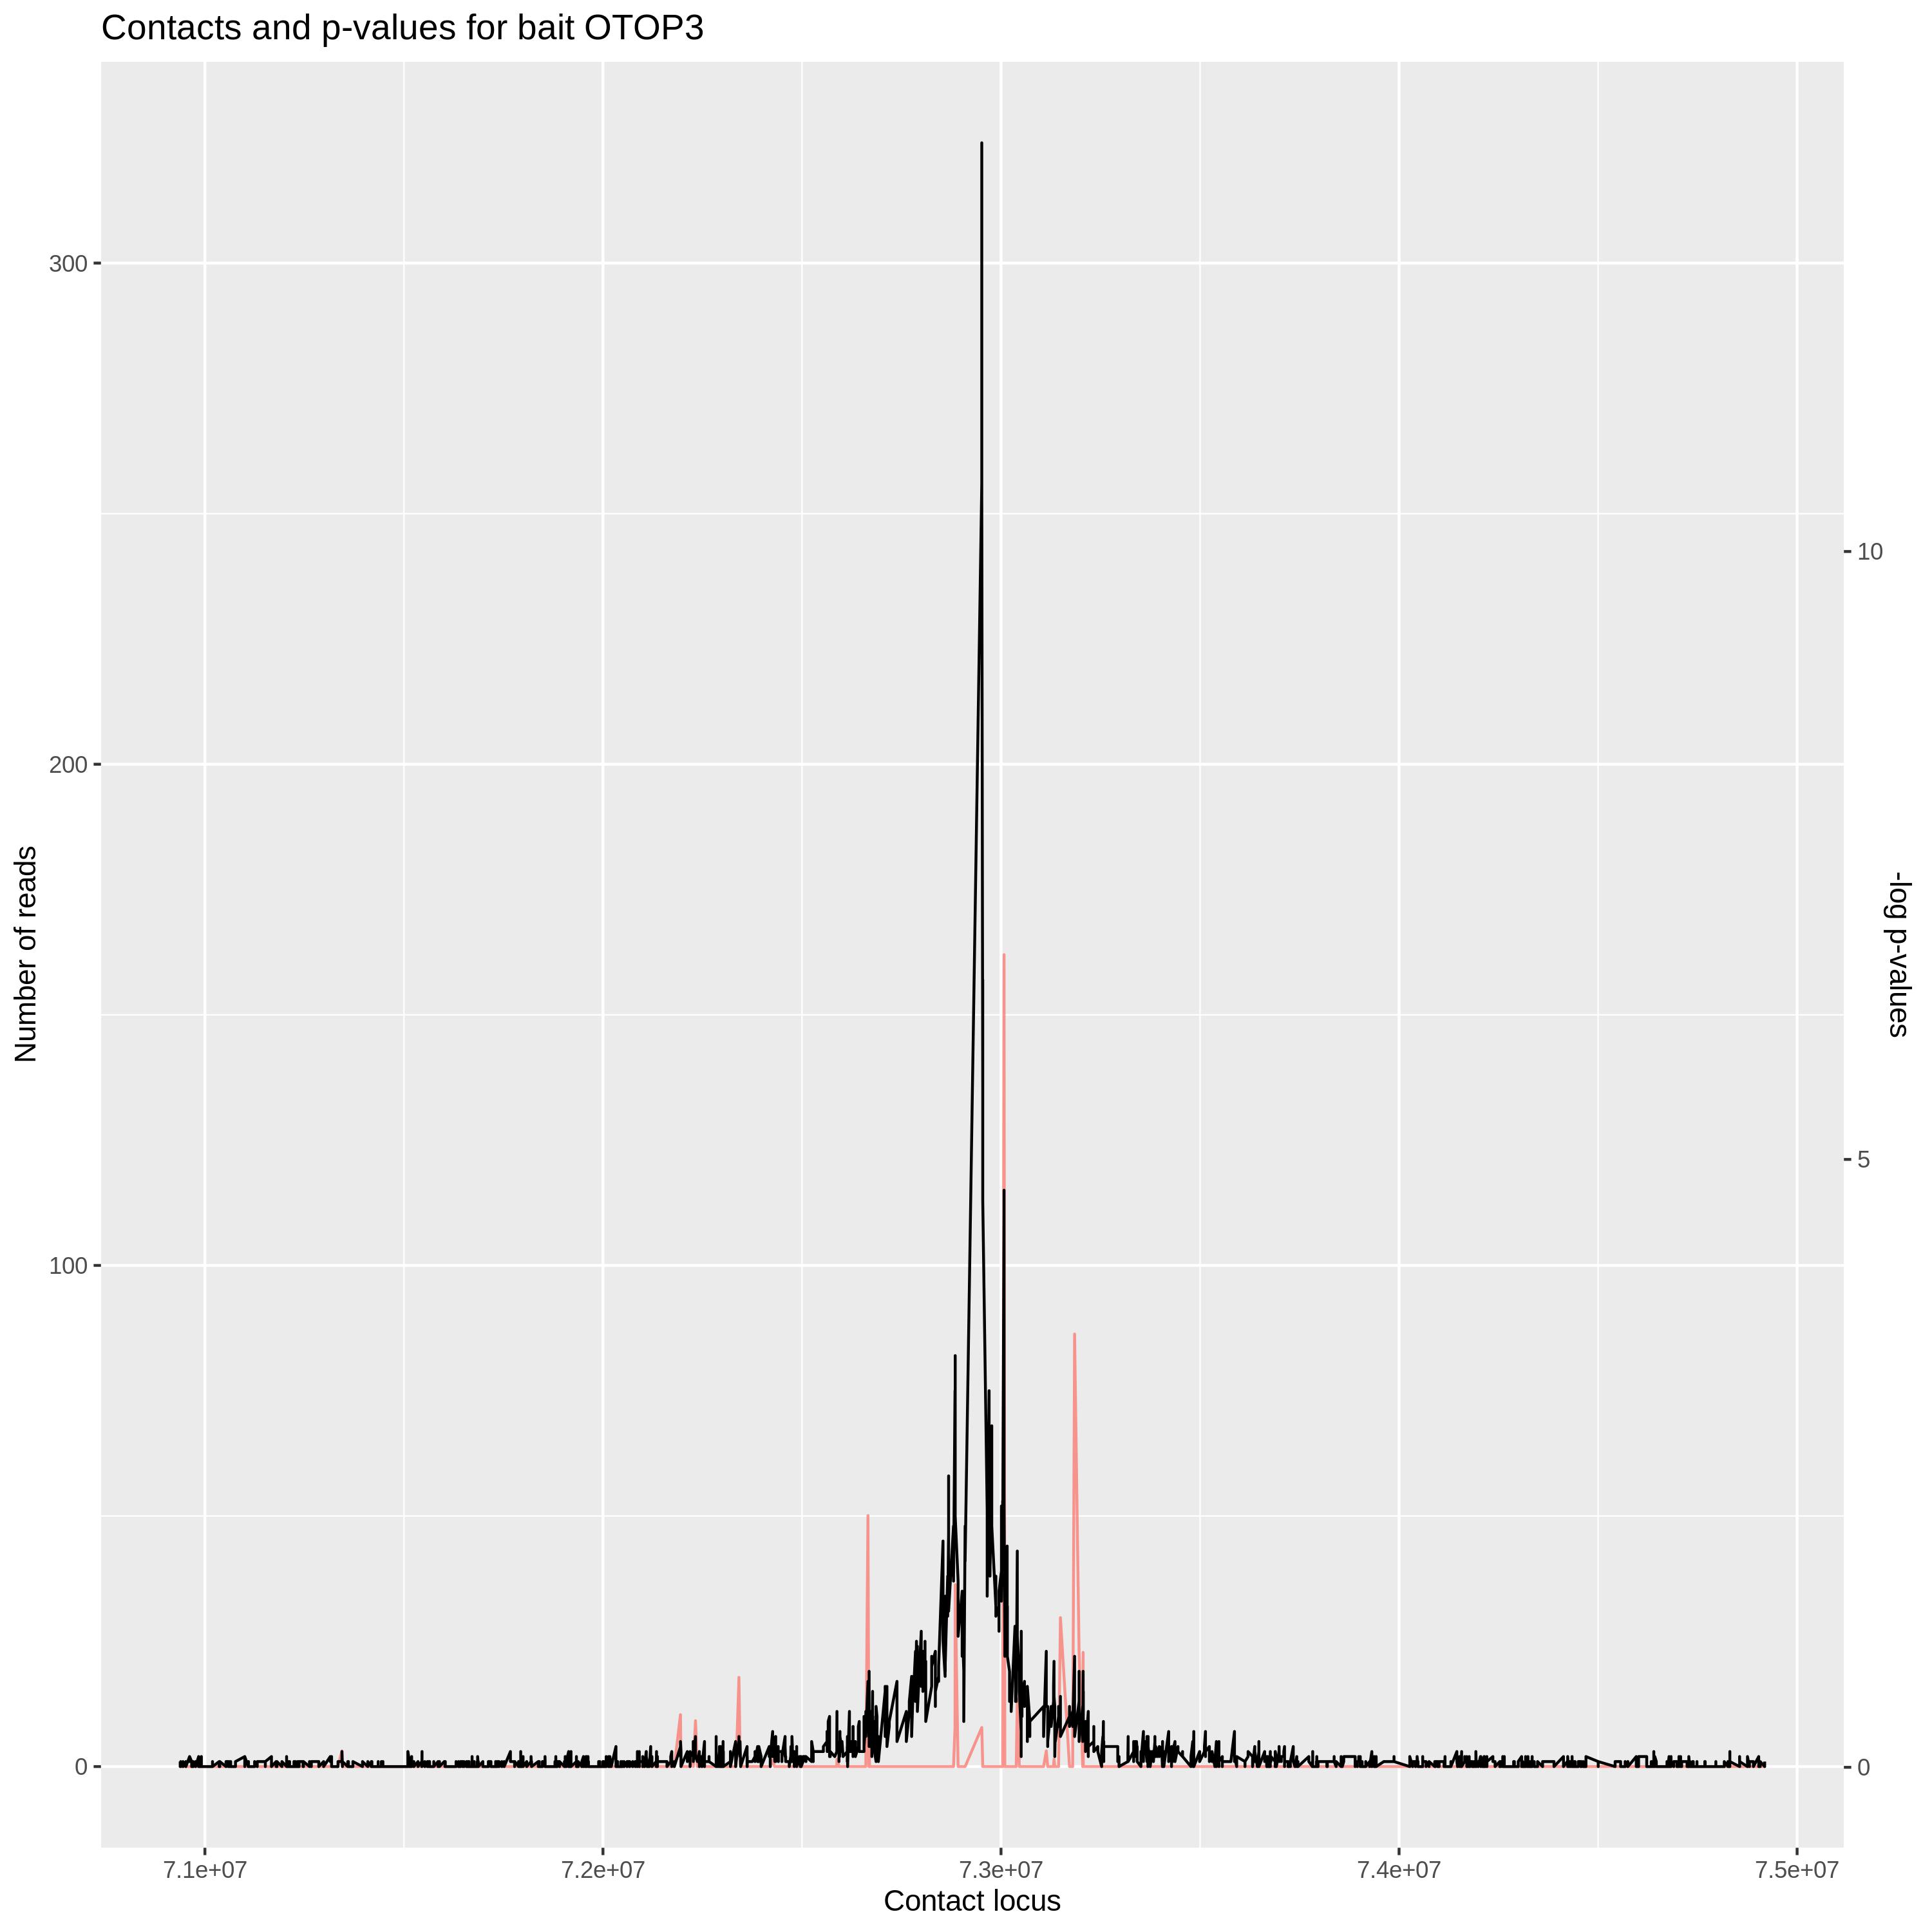 Contacts and p-values for bait OTOP3
300
200
100
0
Number of reads
10
5
0
-log p-values
7.1e+07 7.2e+07 7.3e+07 7.4e+07 7.5e+07
Contact locus